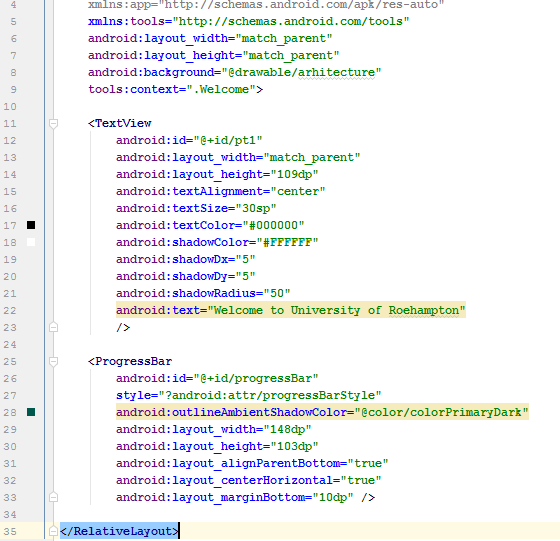 4 xmlns:app="http://schemas.android.com/apk/res-auto"
5 xmlns:tools="http://schemas.android.com/tools"
6 android:layout_width="match_parent"
7 android:layout_height="match_parent"
8 android:background="@drawable/arhitecture"
9 tools:context=".Welcome">
10
11 <TextView
12 android:id="@+id/pt1"
13 android:layout_width="match_parent"
14 android:layout_height="109dp"
15 android:textAlignment="center"
16 android:textSize="30sp"
17 android:textColor="#000000"
18 android:shadowColor="#FFFFFF"
19 android:shadowDx="5"
20 android:shadowDy="5"
21 android:shadowRadius="50"
22 android:text="Welcome to University of Roehampton"
23 />
24
25 <ProgressBar
26 android:id="@+id/progressBar"
27 style="?android:attr/progressBarStyle"
28 android:outlineAmbientShadowColor="@color/colorPrimaryDark"
29 android:layout_width="148dp"
30 android:layout_height="103dp"
31 android:layout_alignParentBottom="true"
32 android:layout_centerHorizontal="true"
33 android:layout_marginBottom="10dp" />
34
35 </RelativeLayout>